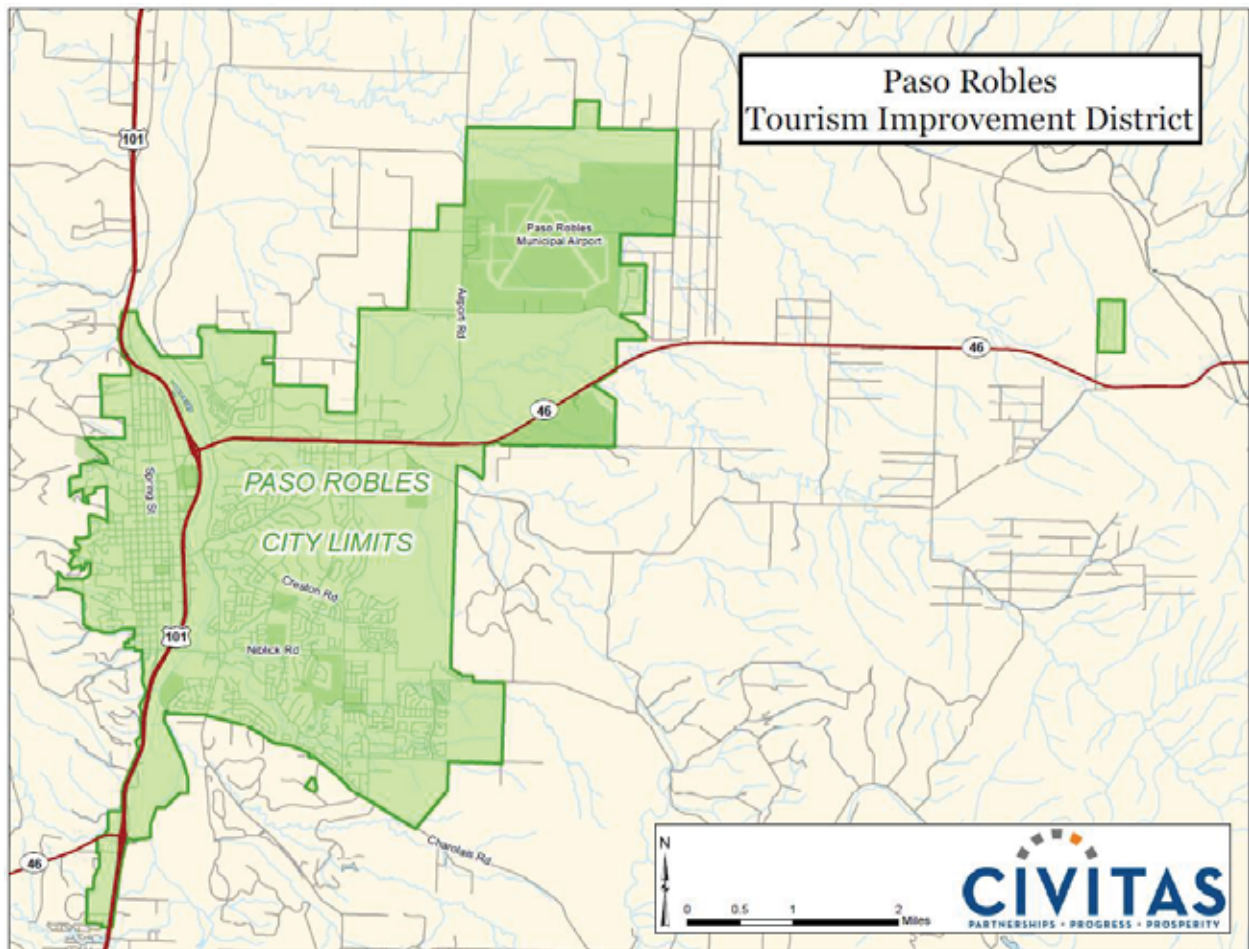 Paso Robles
Tourism Improvement District
101
Paso Robles
Municipal Airport
Airport Rd
46
46
Spring St
PASO ROBLES
CITY LIMITS
Creston Rd
101
Niblick Rd
Charolais Rd
46
N
0 0.5 1 2
Miles
CIVITAS
PARTNERSHIPS • PROGRESS • PROSPERITY